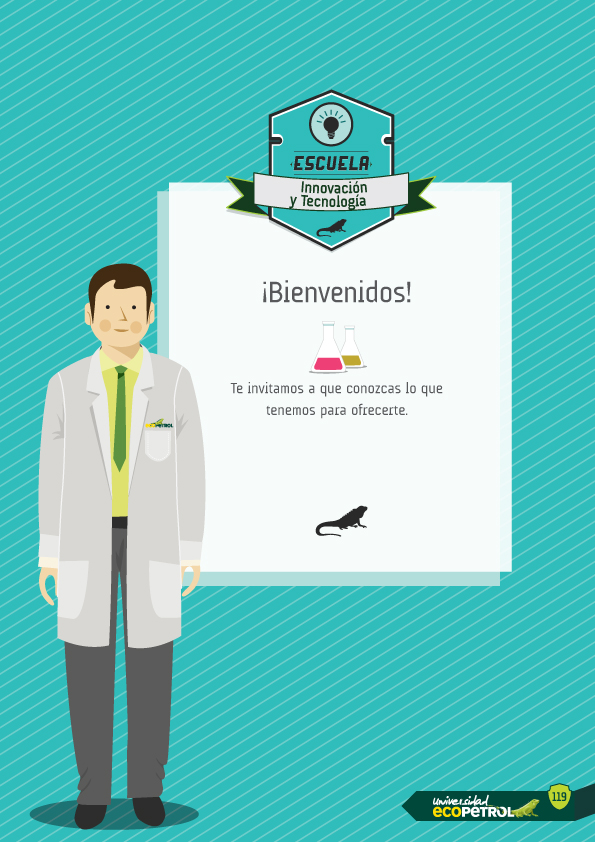 ESCUELA
Innovación
y Tecnología
¡Bienvenidos!
Te invitamos a que conozcas lo que
tenemos para ofrecerte.
ECOPETROL
119
Universidad
ECOPETROL